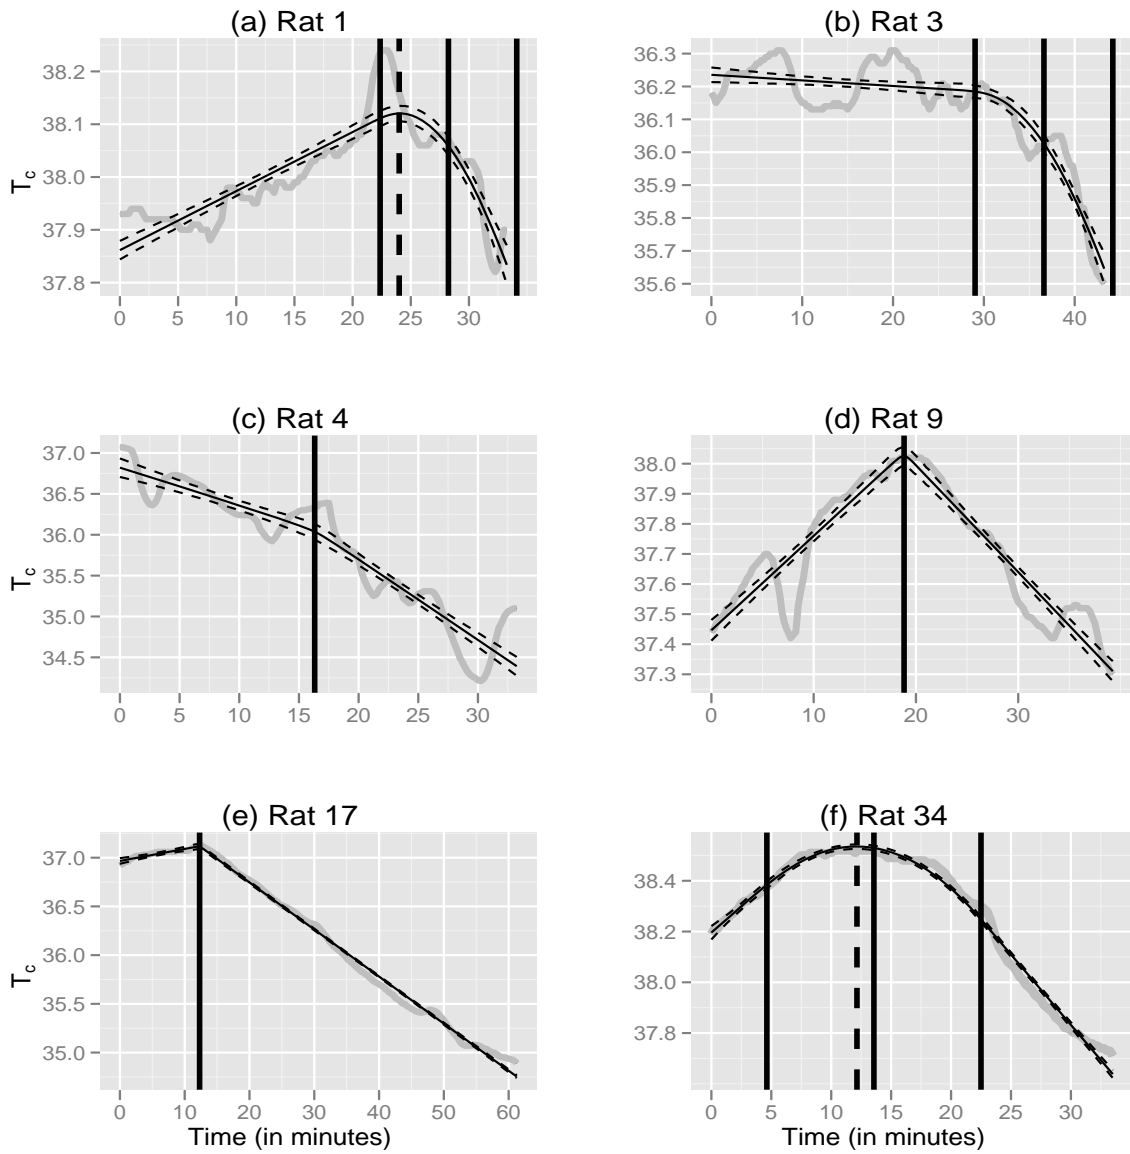 (a) Rat 1
(b) Rat 3
38.2
38.1
38.0
37.9
37.8
T_c
0 5 10 15 20 25 30
36.3
36.2
36.1
36.0
35.9
35.8
35.7
35.6
0 10 20 30 40
(c) Rat 4
(d) Rat 9
37.0
36.5
36.0
35.5
35.0
34.5
T_c
0 5 10 15 20 25 30
38.0
37.9
37.8
37.7
37.6
37.5
37.4
37.3
0 10 20 30
(e) Rat 17
(f) Rat 34
37.0
36.5
36.0
35.5
35.0
T_c
0 10 20 30 40 50 60
Time (in minutes)
38.4
38.2
38.0
37.8
0 5 10 15 20 25 30
Time (in minutes)